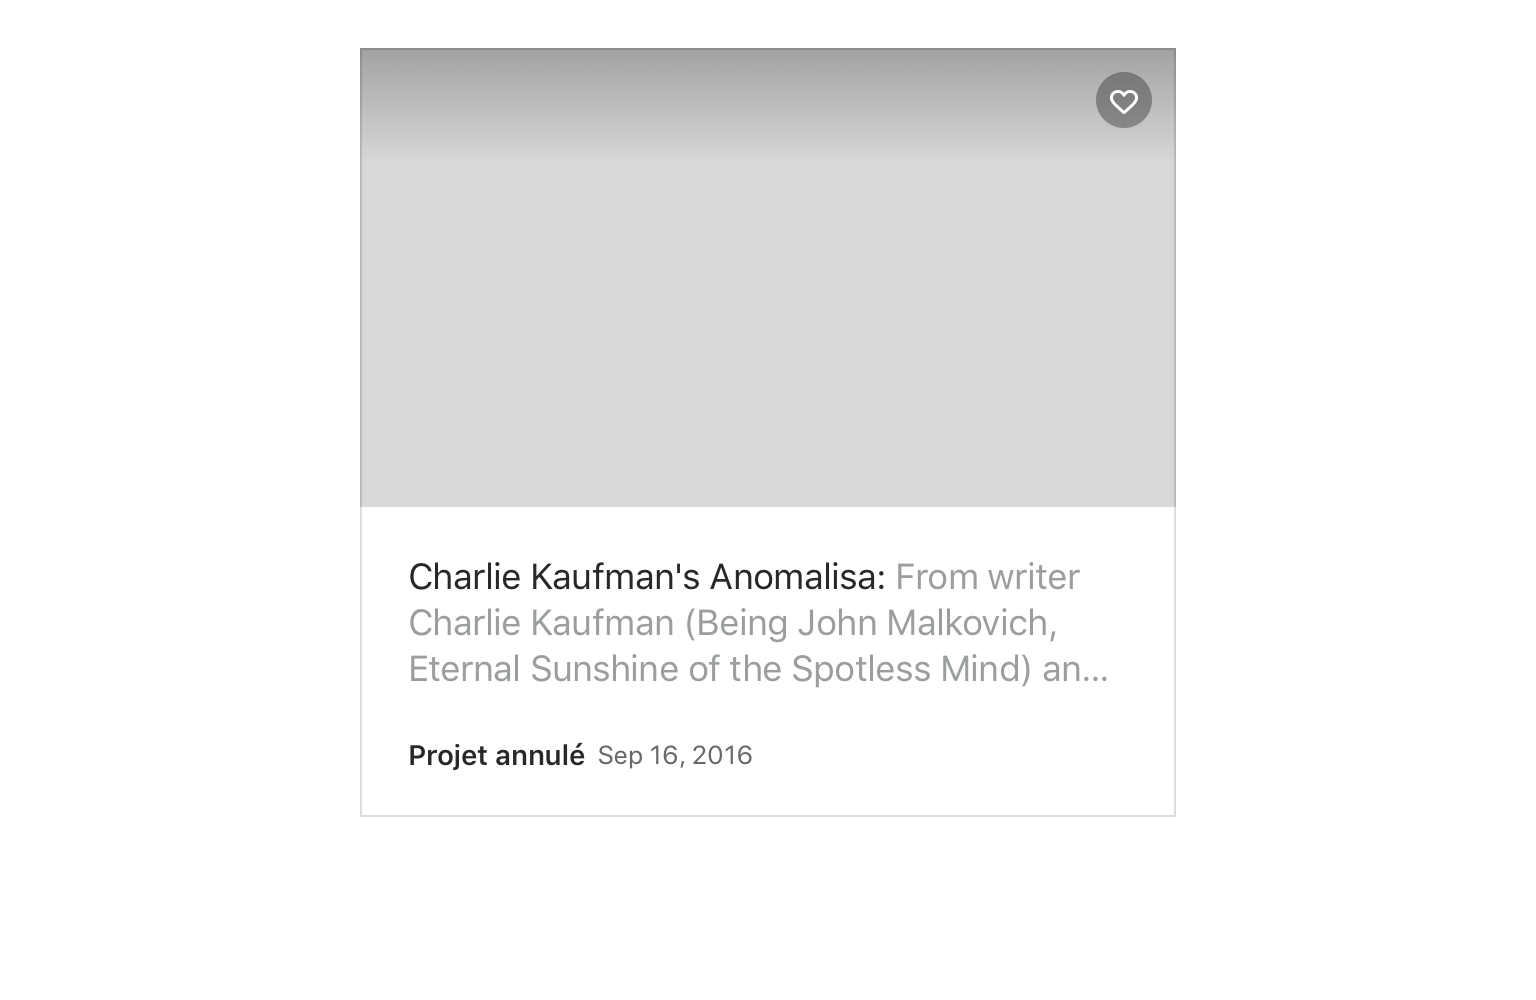 Charlie Kaufman's Anomalisa: From writer
Charlie Kaufman (Being John Malkovich,
Eternal Sunshine of the Spotless Mind) an...
Projet annulé Sep 16, 2016